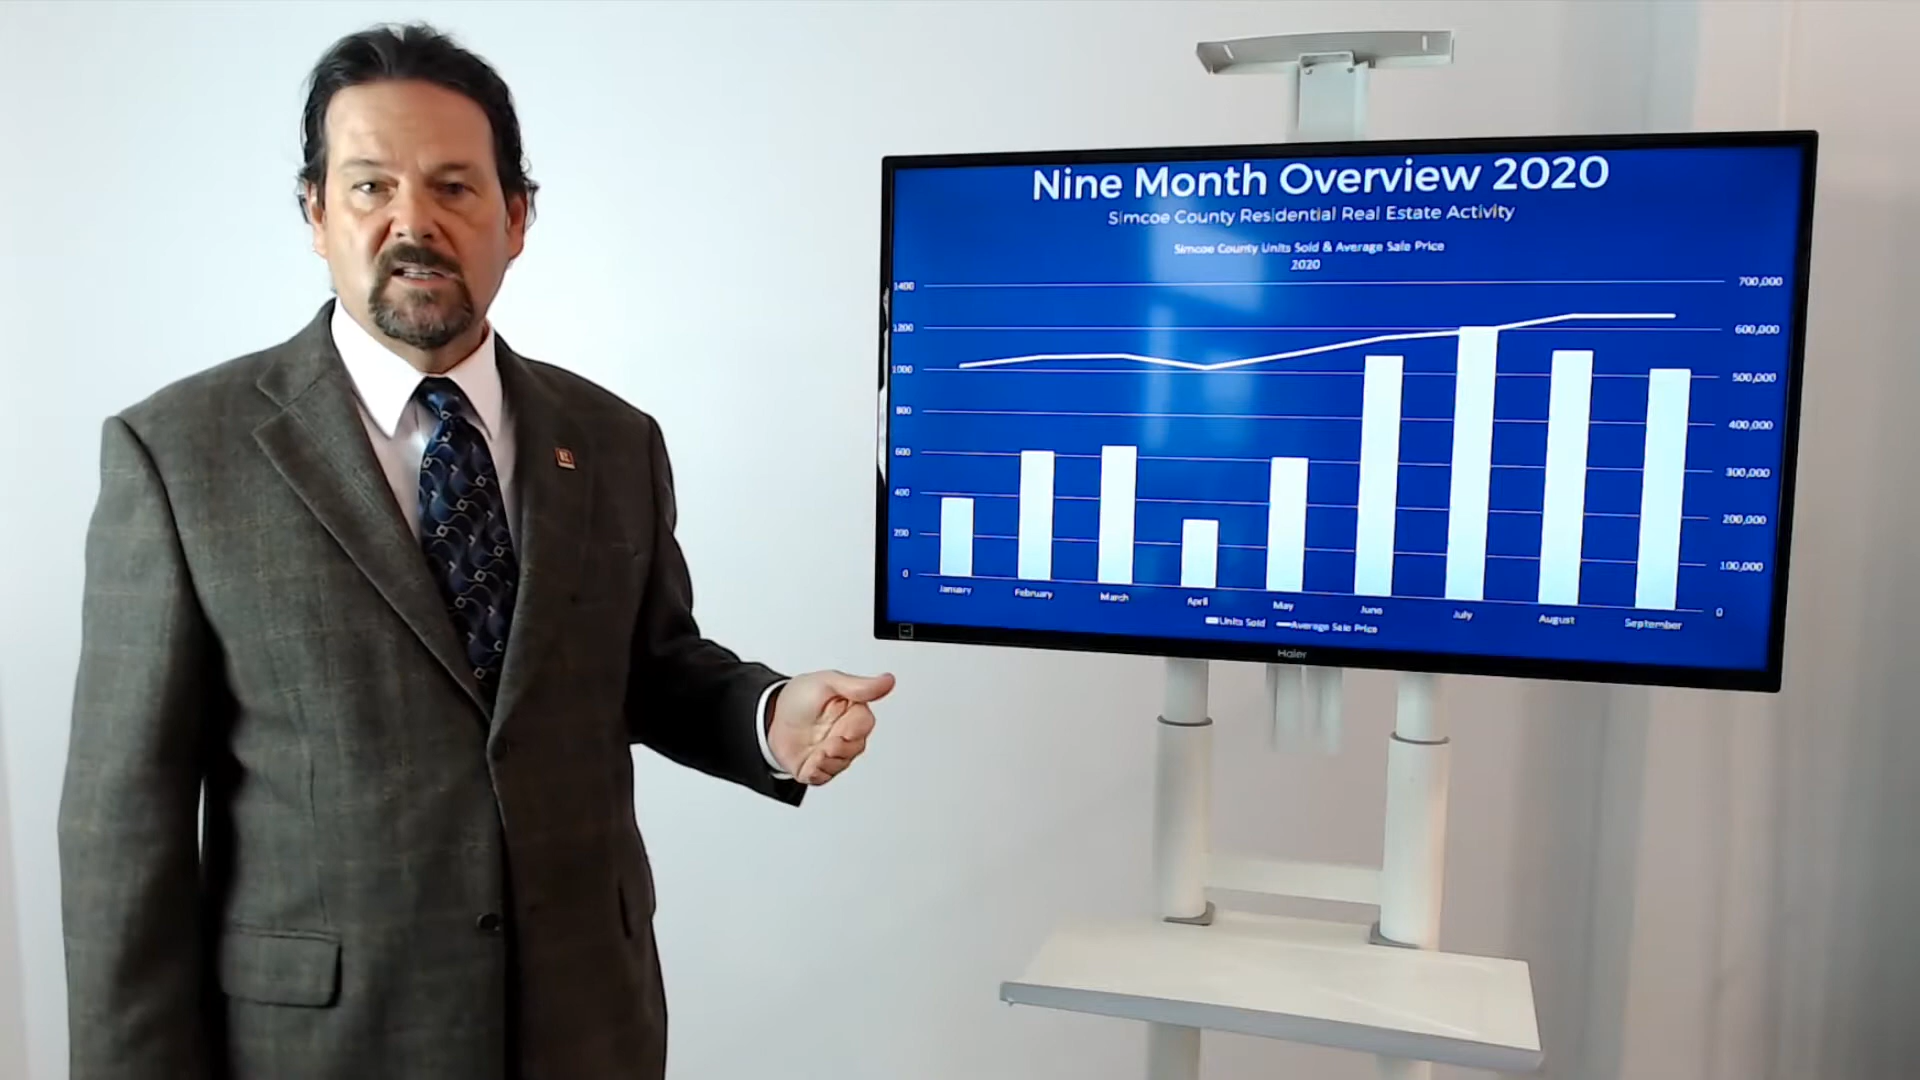 Nine Month Overview 2020
Simcoe County Residential Real Estate Activity
Simcoe County Units Sold & Average Sale Price
2020
1400
1200
1000
800
600
400
200
0
700,000
600,000
500,000
400,000
300,000
200,000
100,000
0
January February March April May June July August September
Units Sold Average Sale Price
Haier
R